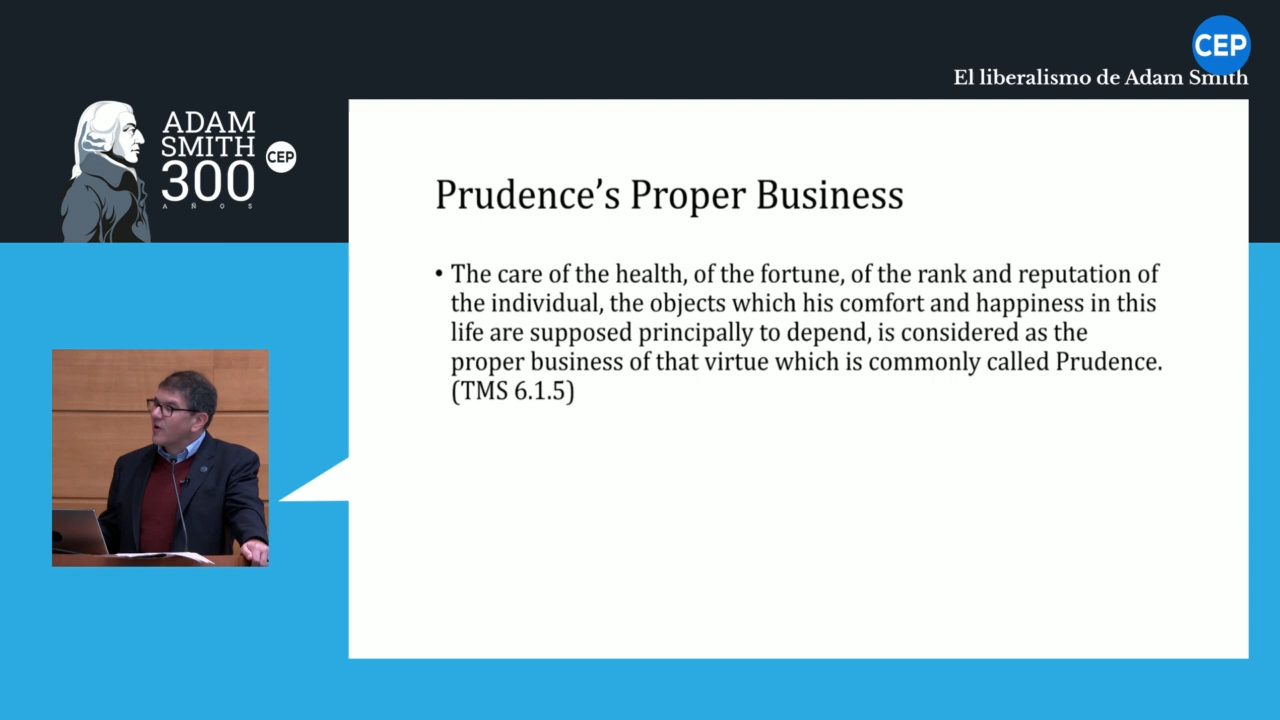 CEP
El liberalismo de Adam Smith
ADAM
SMITH
300
AÑOS
CEP
Prudence’s Proper Business
• The care of the health, of the fortune, of the rank and reputation of
the individual, the objects which his comfort and happiness in this
life are supposed principally to depend, is considered as the
proper business of that virtue which is commonly called Prudence.
(TMS 6.1.5)